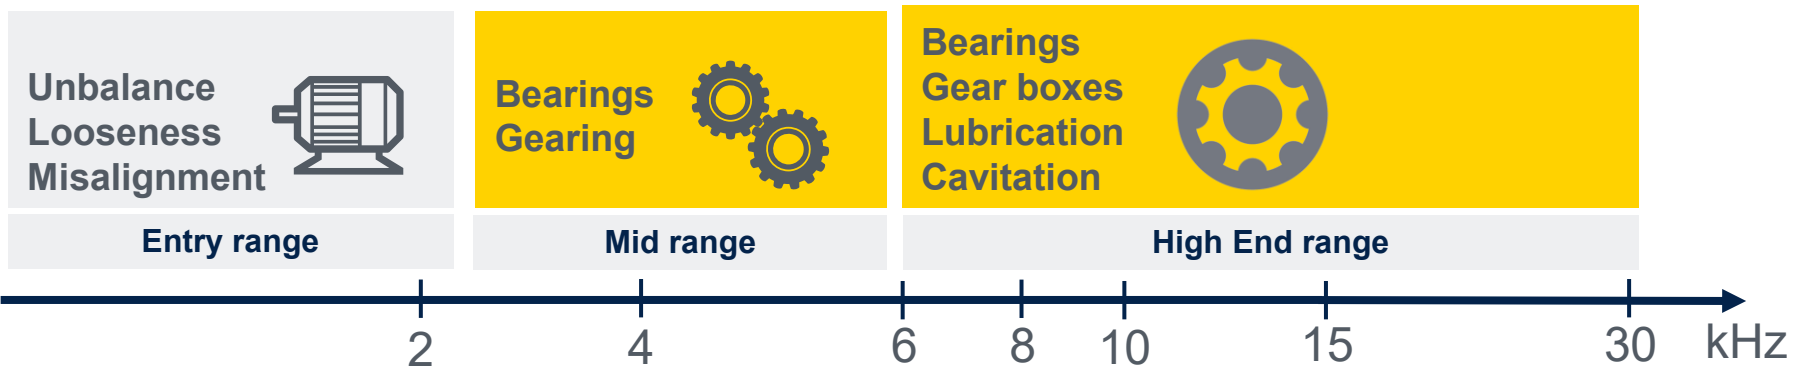 Unbalance
Looseness
Misalignment
Bearings
Gearing
Bearings
Gear boxes
Lubrication
Cavitation
Entry range
Mid range
High End range
2 4 6 8 10 15 30 kHz